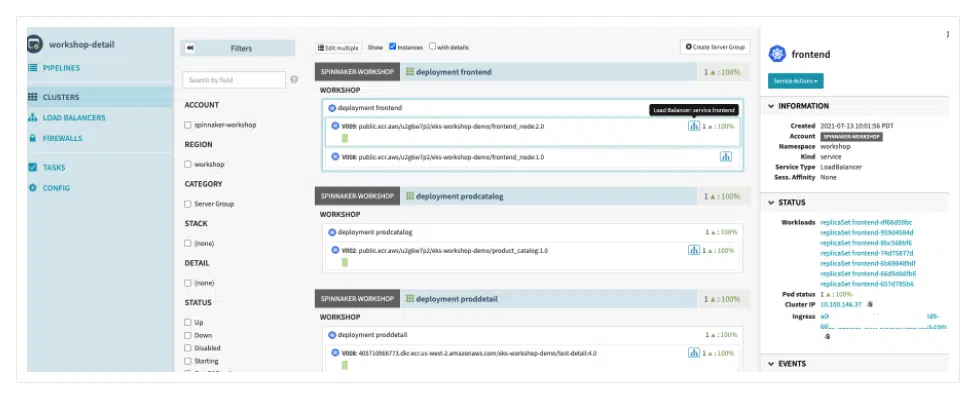 workshop-detail
PIPELINES
CLUSTERS
LOAD BALANCERS
FIREWALLS
TASKS
CONFIG
Filters
Search by field
ACCOUNT
spinnaker-workshop
REGION
workshop
CATEGORY
Server Group
STACK
(none)
DETAIL
(none)
STATUS
Up
Down
Disabled
Starting
Edit multiple Show Instances with details
Create Server Group
SPINNAKER-WORKSHOP deployment frontend 1 ▲ : 100%
WORKSHOP
deployment frontend
Load Balancer: service frontend
V009: public.ecr.aws/u2g6w7p2/eks-workshop-demo/frontend_node:2.0 1 ▲ : 100%
V008: public.ecr.aws/u2g6w7p2/eks-workshop-demo/frontend_node:1.0
SPINNAKER-WORKSHOP deployment prodcatalog 1 ▲ : 100%
WORKSHOP
deployment prodcatalog 1 ▲ : 100%
V002: public.ecr.aws/u2g6w7p2/eks-workshop-demo/product_catalog:1.0 1 ▲ : 100%
SPINNAKER-WORKSHOP deployment proddetail 1 ▲ : 100%
WORKSHOP
deployment proddetail 1 ▲ : 100%
V008: 405710966773.dkr.ecr.us-west-2.amazonaws.com/eks-workshop-demo/test-detail:4.0 1 ▲ : 100%
frontend
Service Actions
INFORMATION
Created 2021-07-13 10:01:56 PDT
Account SPINNAKER-WORKSHOP
Namespace workshop
Kind service
Service Type LoadBalancer
Sess. Affinity None
STATUS
Workloads replicaSet frontend-df66d59bc
replicaSet frontend-959d4584d
replicaSet frontend-8bc568bf6
replicaSet frontend-74d75877d
replicaSet frontend-6b698485df
replicaSet frontend-66d5d66fb6
replicaSet frontend-657d785b6
Pod status 1 ▲ : 100%
Cluster IP 10.100.146.37
Ingress
EVENTS